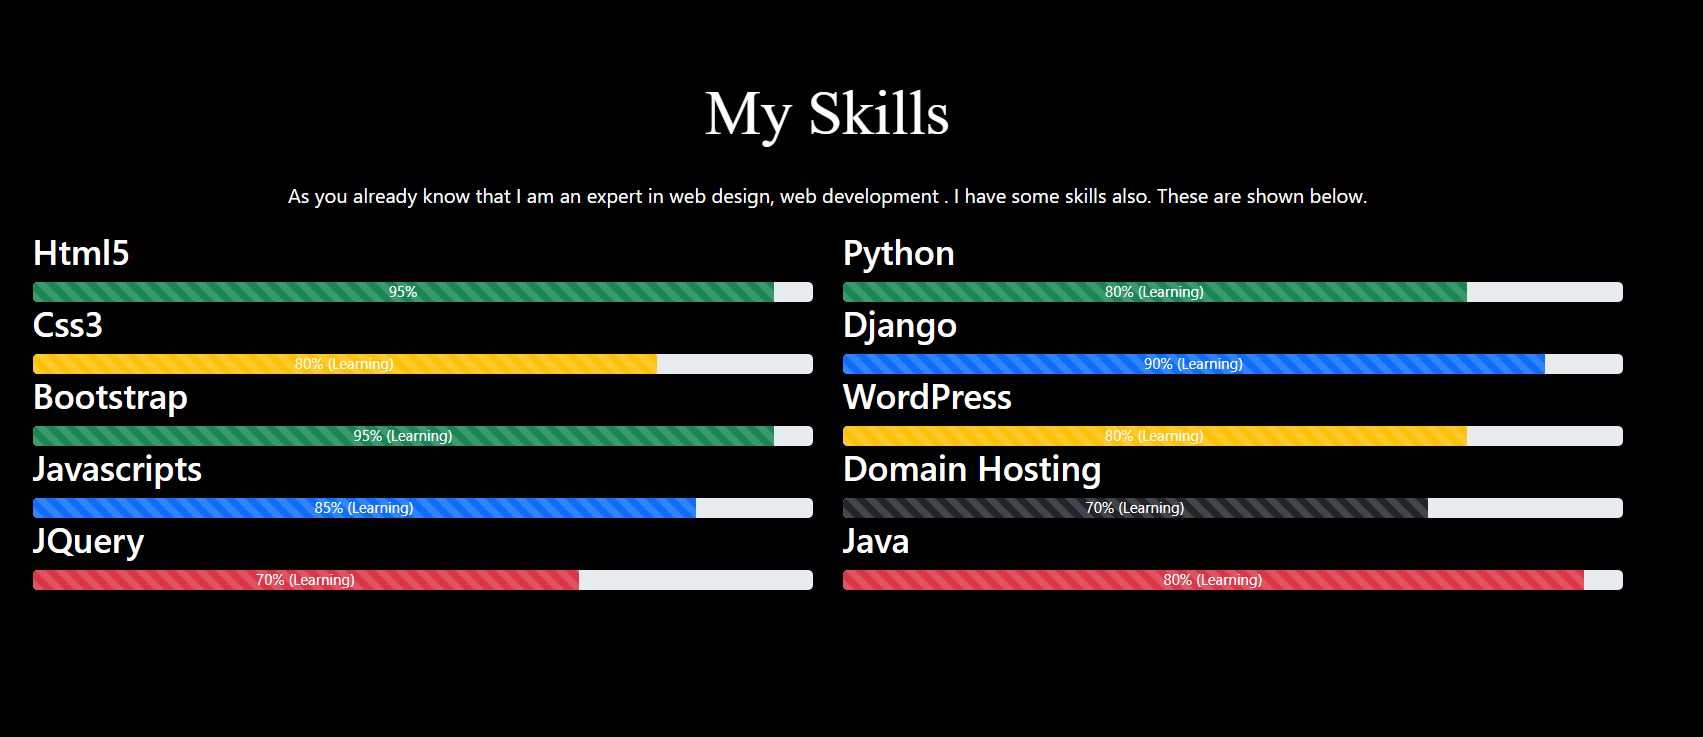 My Skills
As you already know that I am an expert in web design, web development . I have some skills also. These are shown below.
Html5
95%
Css3
80% (Learning)
Bootstrap
95% (Learning)
Javascripts
85% (Learning)
JQuery
70% (Learning)
Python
80% (Learning)
Django
90% (Learning)
WordPress
80% (Learning)
Domain Hosting
70% (Learning)
Java
80% (Learning)